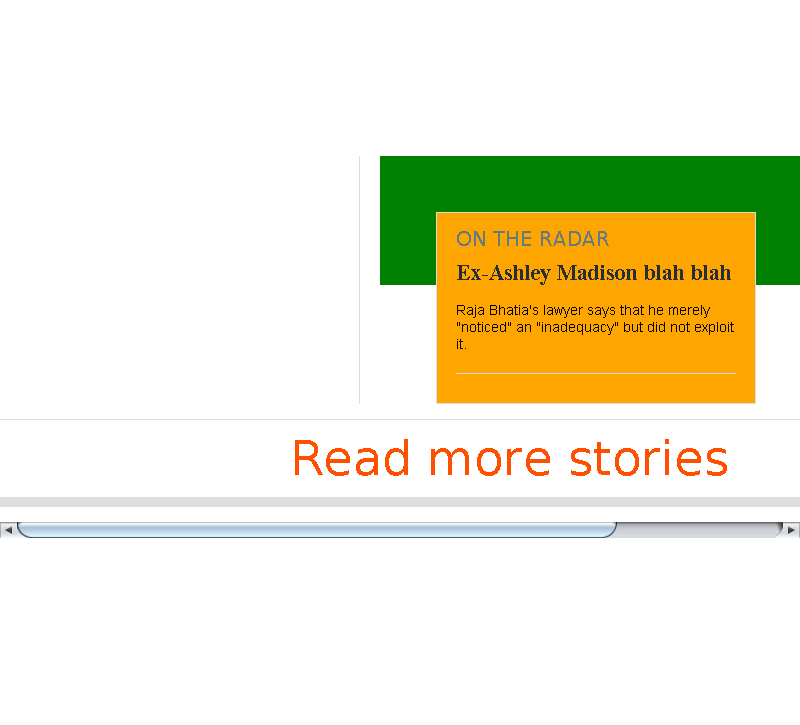 ON THE RADAR
Ex-Ashley Madison blah blah
Raja Bhatia's lawyer says that he merely
"noticed" an "inadequacy" but did not exploit
it.
Read more stories